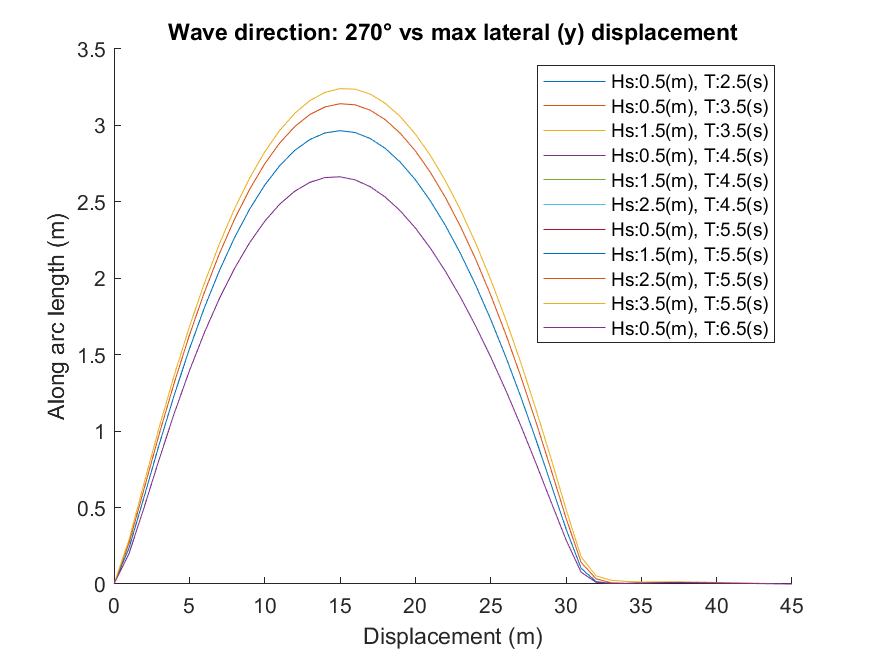 Wave direction: 270° vs max lateral (y) displacement
3.5
3
2.5
2
1.5
1
0.5
0
Along arc length (m)
Hs:0.5(m), T:2.5(s)
Hs:0.5(m), T:3.5(s)
Hs:1.5(m), T:3.5(s)
Hs:0.5(m), T:4.5(s)
Hs:1.5(m), T:4.5(s)
Hs:2.5(m), T:4.5(s)
Hs:0.5(m), T:5.5(s)
Hs:1.5(m), T:5.5(s)
Hs:2.5(m), T:5.5(s)
Hs:3.5(m), T:5.5(s)
Hs:0.5(m), T:6.5(s)
0 5 10 15 20 25 30 35 40 45
Displacement (m)